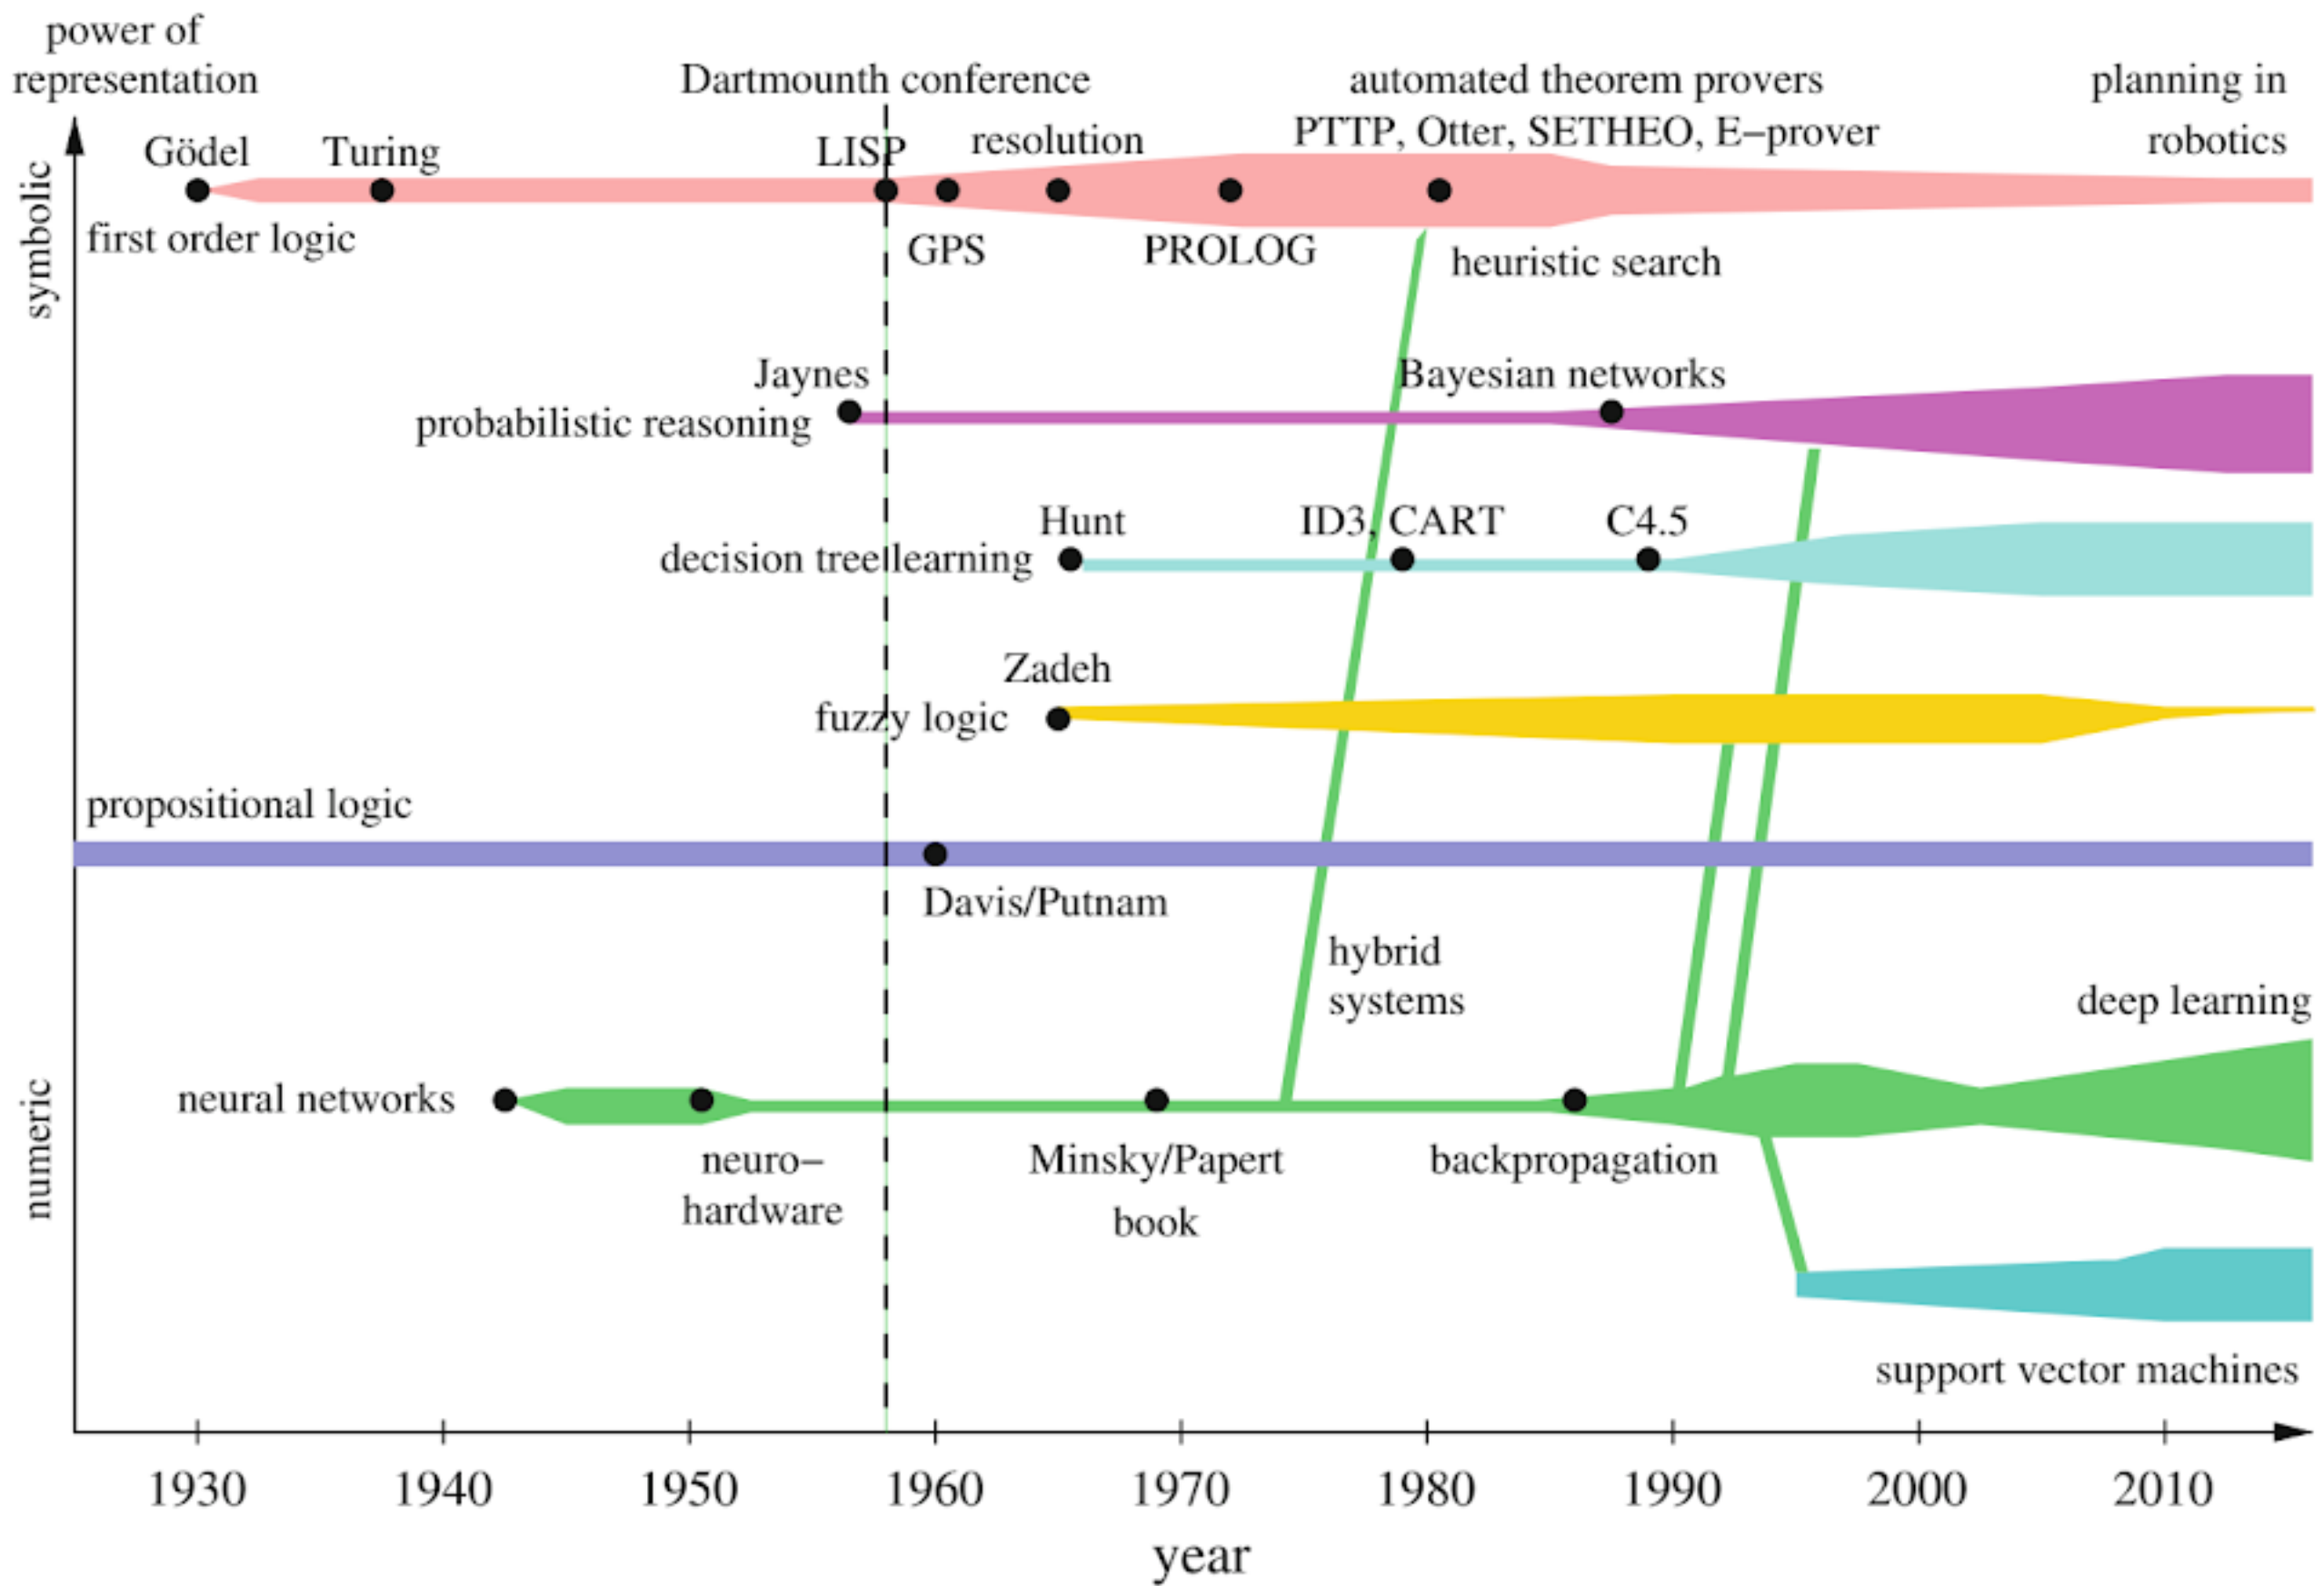 power of
representation
Dartmounth conference
automated theorem provers
planning in
PTTP, Otter, SETHEO, E–prover
robotics
Gödel
Turing
LISP
resolution
symbolic
first order logic
GPS
PROLOG
heuristic search
Jaynes
Bayesian networks
probabilistic reasoning
Hunt
ID3, CART
C4.5
decision tree learning
Zadeh
fuzzy logic
propositional logic
Davis/Putnam
hybrid
systems
deep learning
numeric
neural networks
neuro–
hardware
Minsky/Papert
book
backpropagation
support vector machines
1930 1940 1950 1960 1970 1980 1990 2000 2010
year